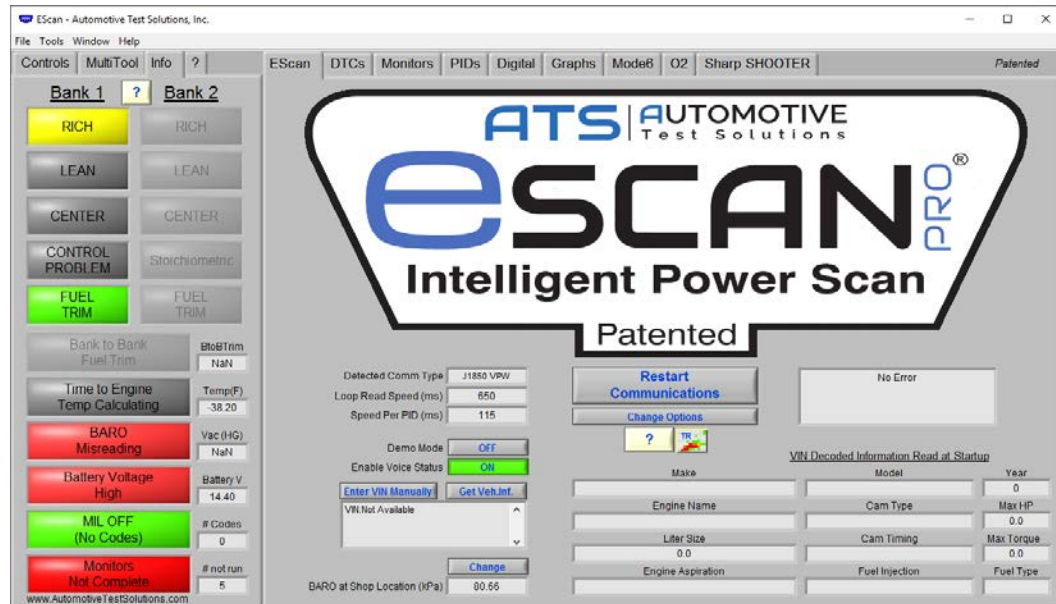 EScan - Automotive Test Solutions, Inc.
File Tools Window Help
Controls MultiTool Info ?
EScan DTCs Monitors PIDs Digital Graphs Mode6 O2 Sharp SHOOTER Patented
Bank 1 ? Bank 2
RICH RICH
LEAN LEAN
CENTER CENTER
CONTROL
PROBLEM
Stoichiometric
FUEL
TRIM
FUEL
TRIM
Bank to Bank
Fuel Trim
BtoBTrim
NaN
Time to Engine
Temp Calculating
Temp(F)
-38.20
BARO
Misreading
Vac (HG)
NaN
Battery Voltage
High
Battery V
14.40
MIL OFF
(No Codes)
# Codes
0
Monitors
Not Complete
# not run
5
www.AutomotiveTestSolutions.com
ATS AUTOMOTIVE
Test Solutions
eSCAN PRO ®
Intelligent Power Scan
Patented
Detected Comm Type J1850 VPW
Loop Read Speed (ms) 650
Speed Per PID (ms) 115
Demo Mode OFF
Enable Voice Status ON
Enter VIN Manually Get Veh.Inf.
VIN:Not Available
Change
BARO at Shop Location (kPa) 80.66
Restart
Communications
Change Options
? TR
No Error
VIN Decoded Information Read at Startup
Make Model Year
0
Engine Name Cam Type Max HP
0.0
Liter Size Cam Timing Max Torque
0.0 0.0
Engine Aspiration Fuel Injection Fuel Type